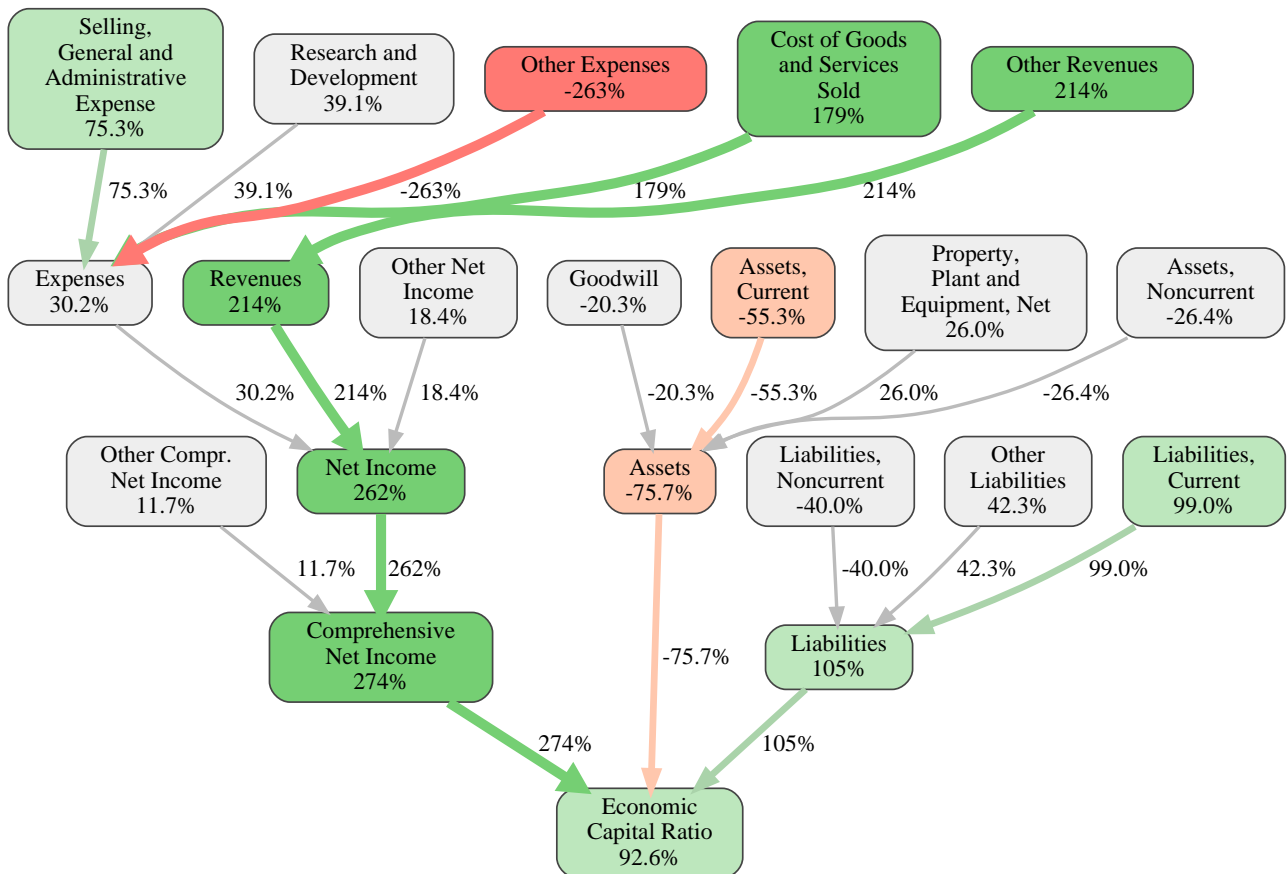 Selling,
General and
Administrative
Expense
75.3%
Research and
Development
39.1%
Other Expenses
-263%
Cost of Goods
and Services
Sold
179%
Other Revenues
214%
75.3%
39.1%
-263%
179%
214%
Expenses
30.2%
Revenues
214%
Other Net
Income
18.4%
Goodwill
-20.3%
Assets,
Current
-55.3%
Property,
Plant and
Equipment, Net
26.0%
Assets,
Noncurrent
-26.4%
30.2%
214%
18.4%
-20.3%
-55.3%
26.0%
-26.4%
Other Compr.
Net Income
11.7%
Net Income
262%
Assets
-75.7%
Liabilities,
Noncurrent
-40.0%
Other
Liabilities
42.3%
Liabilities,
Current
99.0%
11.7%
262%
-40.0%
42.3%
99.0%
Comprehensive
Net Income
274%
-75.7%
Liabilities
105%
274%
105%
Economic
Capital Ratio
92.6%